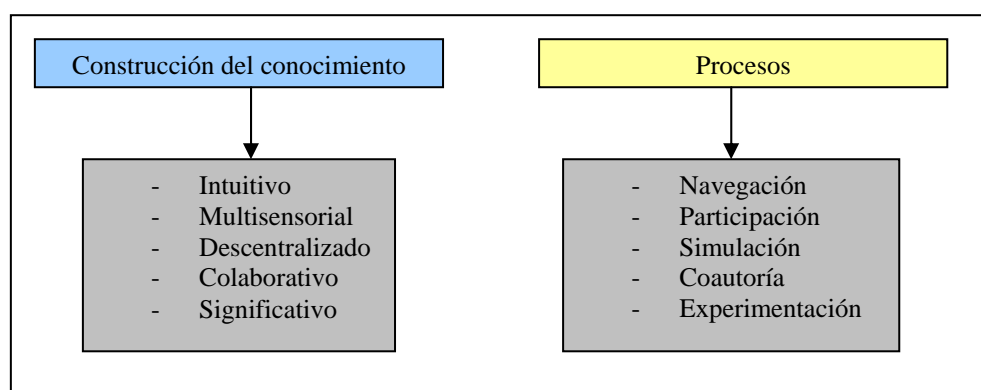 Construcción del conocimiento
- Intuitivo
- Multisensorial
- Descentralizado
- Colaborativo
- Significativo
Procesos
- Navegación
- Participación
- Simulación
- Coautoría
- Experimentación